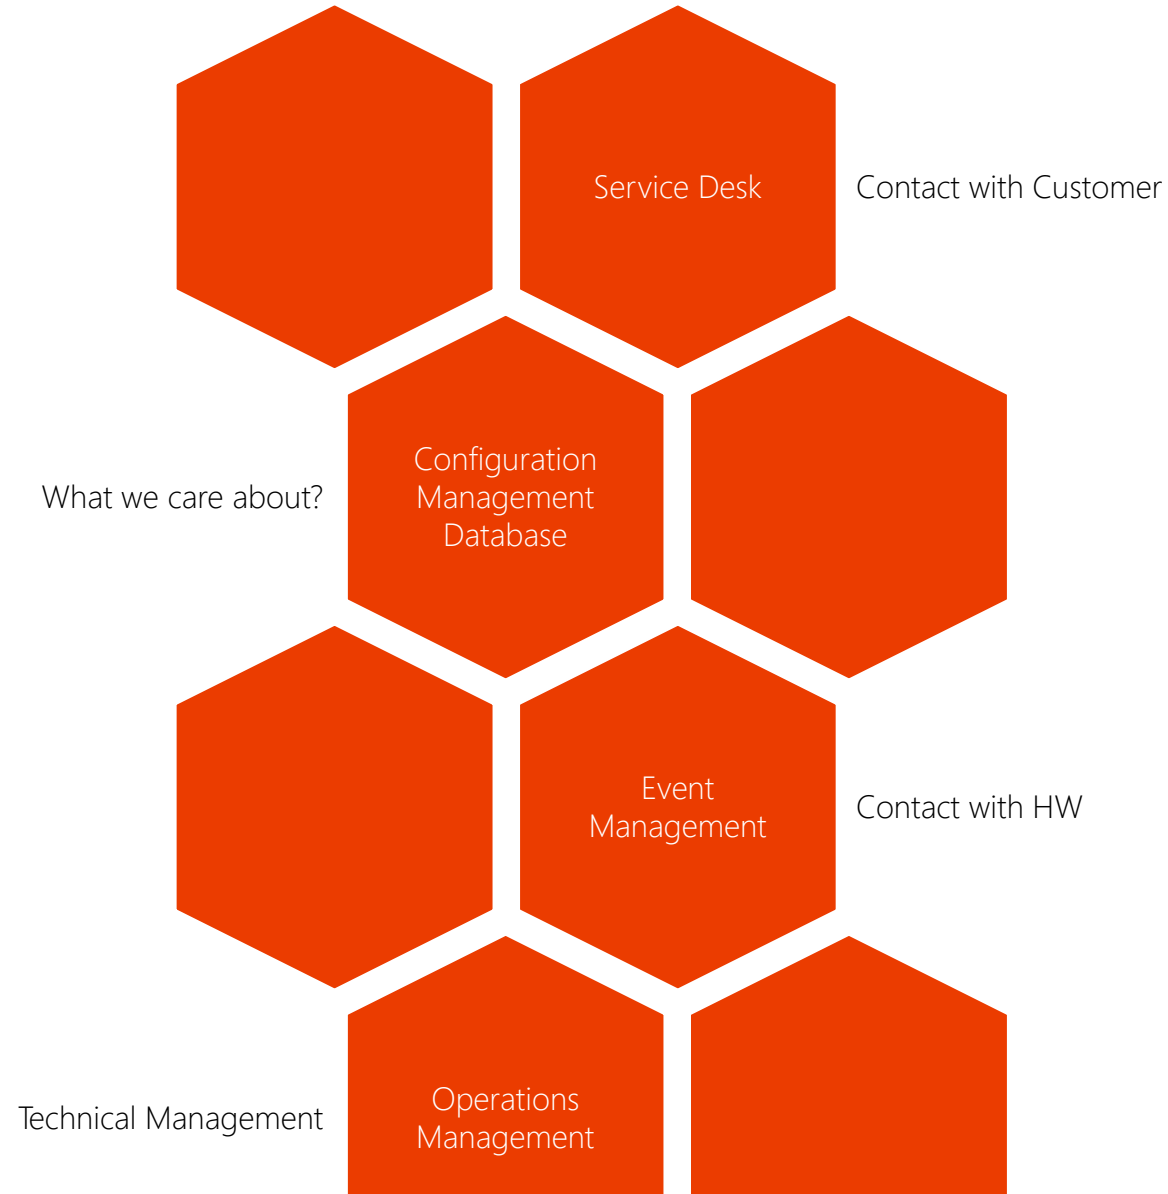 Service Desk
Contact with Customer
What we care about?
Configuration
Management
Database
Event
Management
Contact with HW
Technical Management
Operations
Management